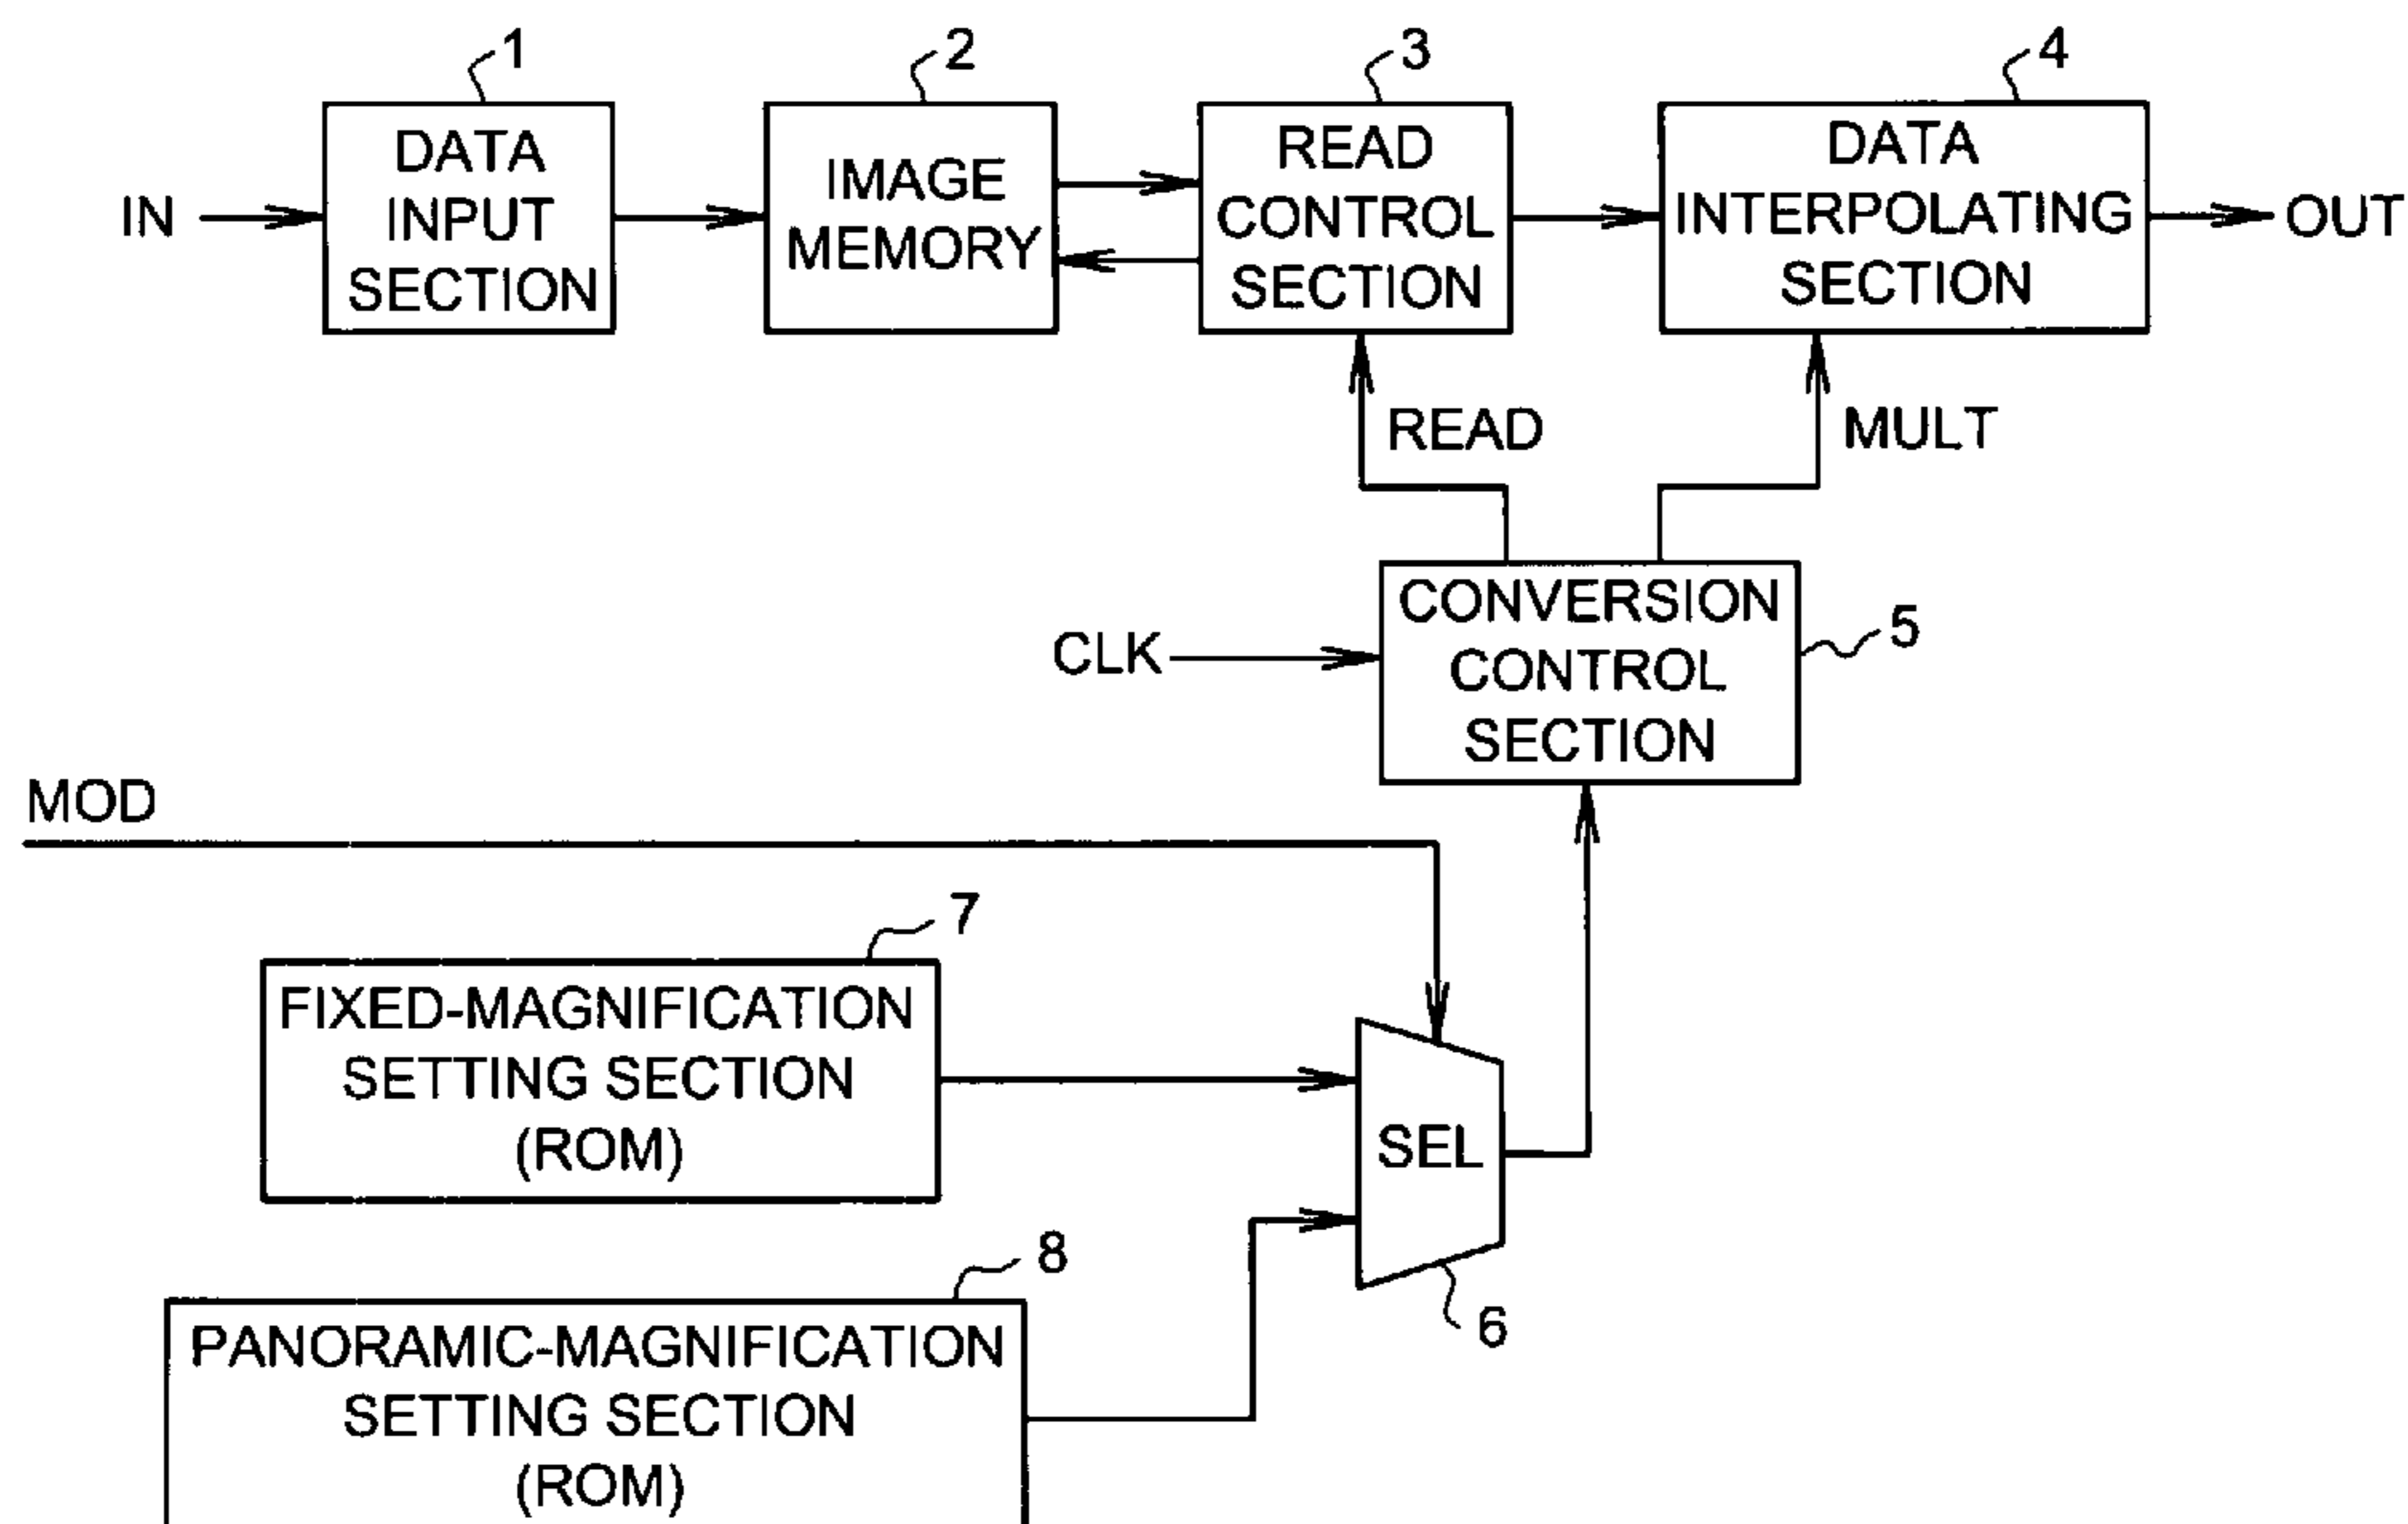 1
2
3
4
DATA
INPUT
SECTION
IMAGE
MEMORY
READ
CONTROL
SECTION
DATA
INTERPOLATING
SECTION
IN
OUT
READ
MULT
CONVERSION
CONTROL
SECTION
5
CLK
MOD
7
FIXED-MAGNIFICATION
SETTING SECTION
(ROM)
SEL
6
8
PANORAMIC-MAGNIFICATION
SETTING SECTION
(ROM)